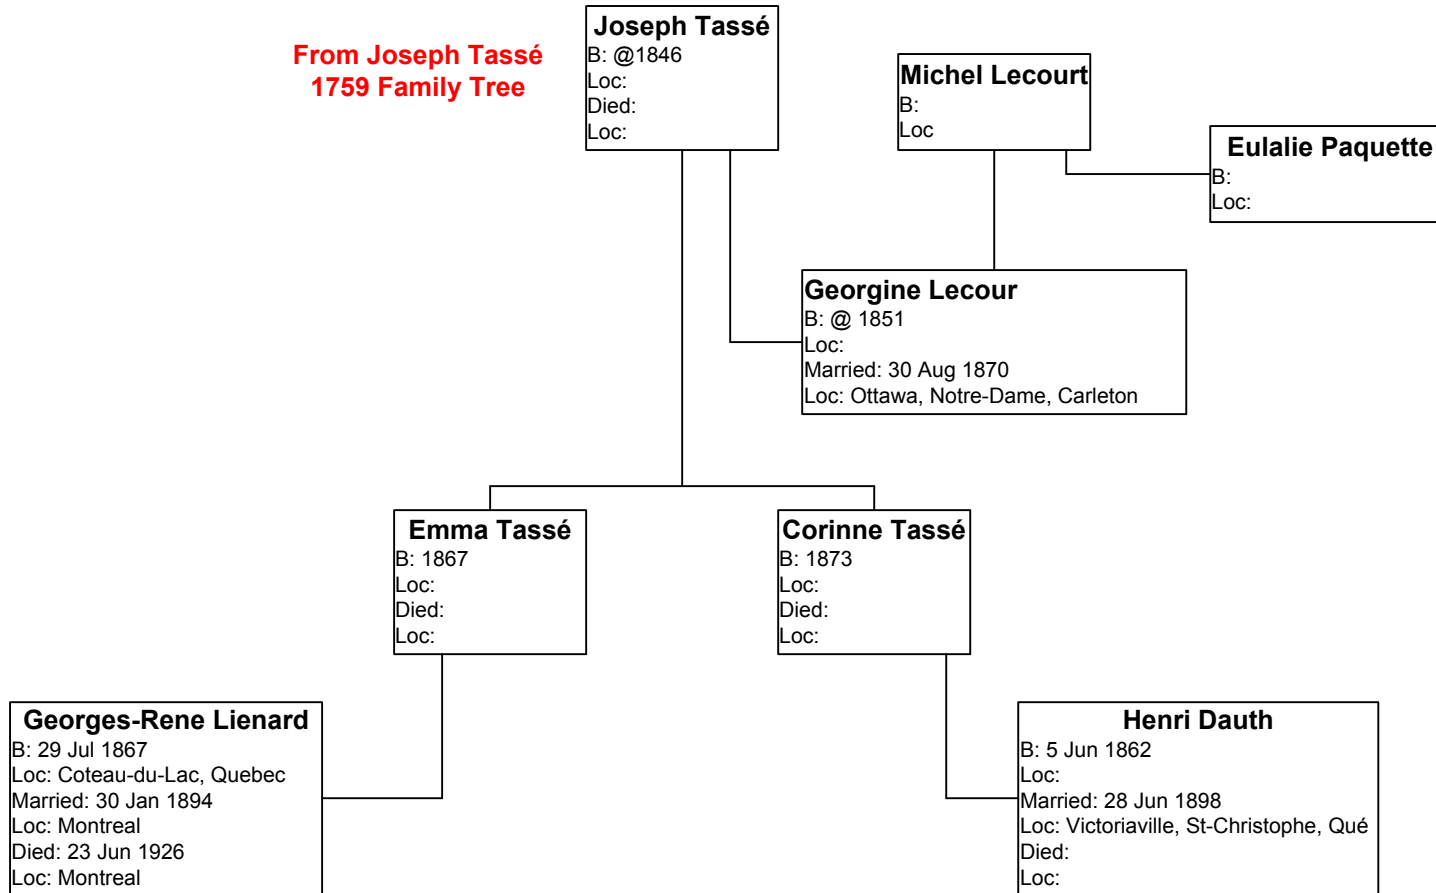 From Joseph Tassé
1759 Family Tree
Joseph Tassé
B: @1846
Loc:
Died:
Loc:
Michel Lecourt
B:
Loc
Eulalie Paquette
B:
Loc:
Georgine Lecour
B: @ 1851
Loc:
Married: 30 Aug 1870
Loc: Ottawa, Notre-Dame, Carleton
Emma Tassé
B: 1867
Loc:
Died:
Loc:
Corinne Tassé
B: 1873
Loc:
Died:
Loc:
Georges-Rene Lienard
B: 29 Jul 1867
Loc: Coteau-du-Lac, Quebec
Married: 30 Jan 1894
Loc: Montreal
Died: 23 Jun 1926
Loc: Montreal
Henri Dauth
B: 5 Jun 1862
Loc:
Married: 28 Jun 1898
Loc: Victoriaville, St-Christophe, Qué
Died:
Loc: